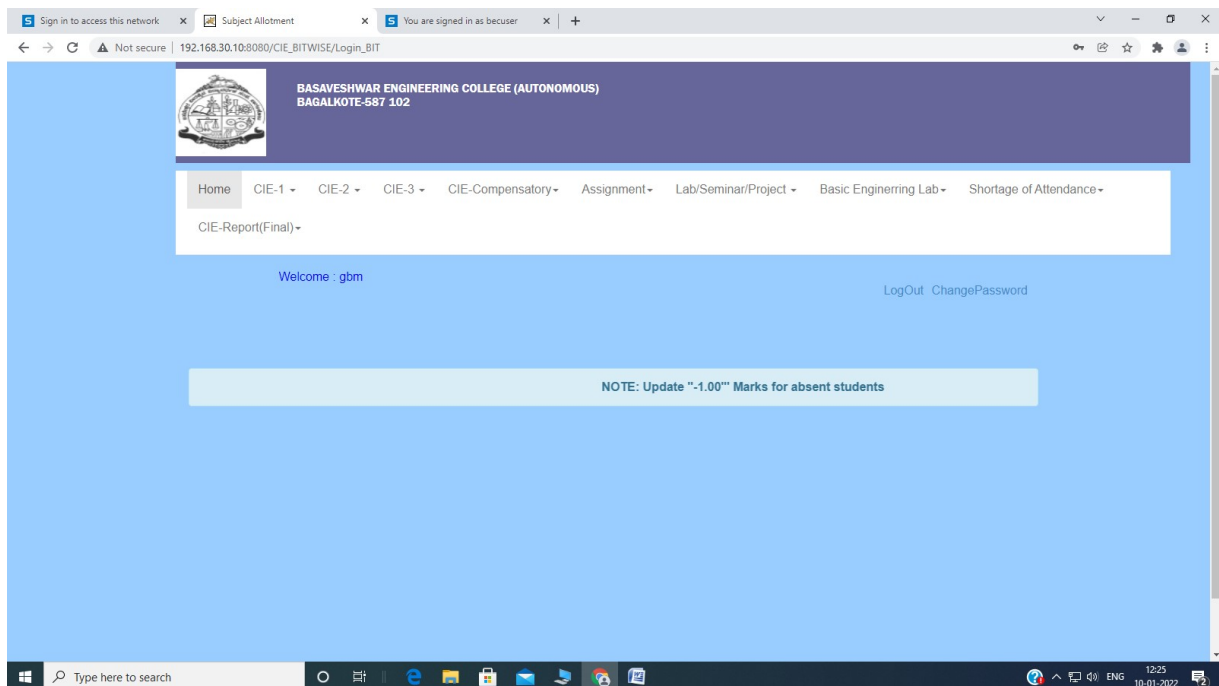 Sign in to access this network
Subject Allotment
You are signed in as becuser
Not secure
192.168.30.10:8080/CIE_BITWISE/Login_BIT
BASAVESHWAR ENGINEERING COLLEGE (AUTONOMOUS)
BAGALKOTE-587 102
Home CIE-1 CIE-2 CIE-3 CIE-Compensatory Assignment Lab/Seminar/Project Basic Enginerring Lab Shortage of Attendance
CIE-Report(Final)
Welcome : gbm
LogOut ChangePassword
NOTE: Update "-1.00'" Marks for absent students
Type here to search
ENG
12:25
10-01-2022
2